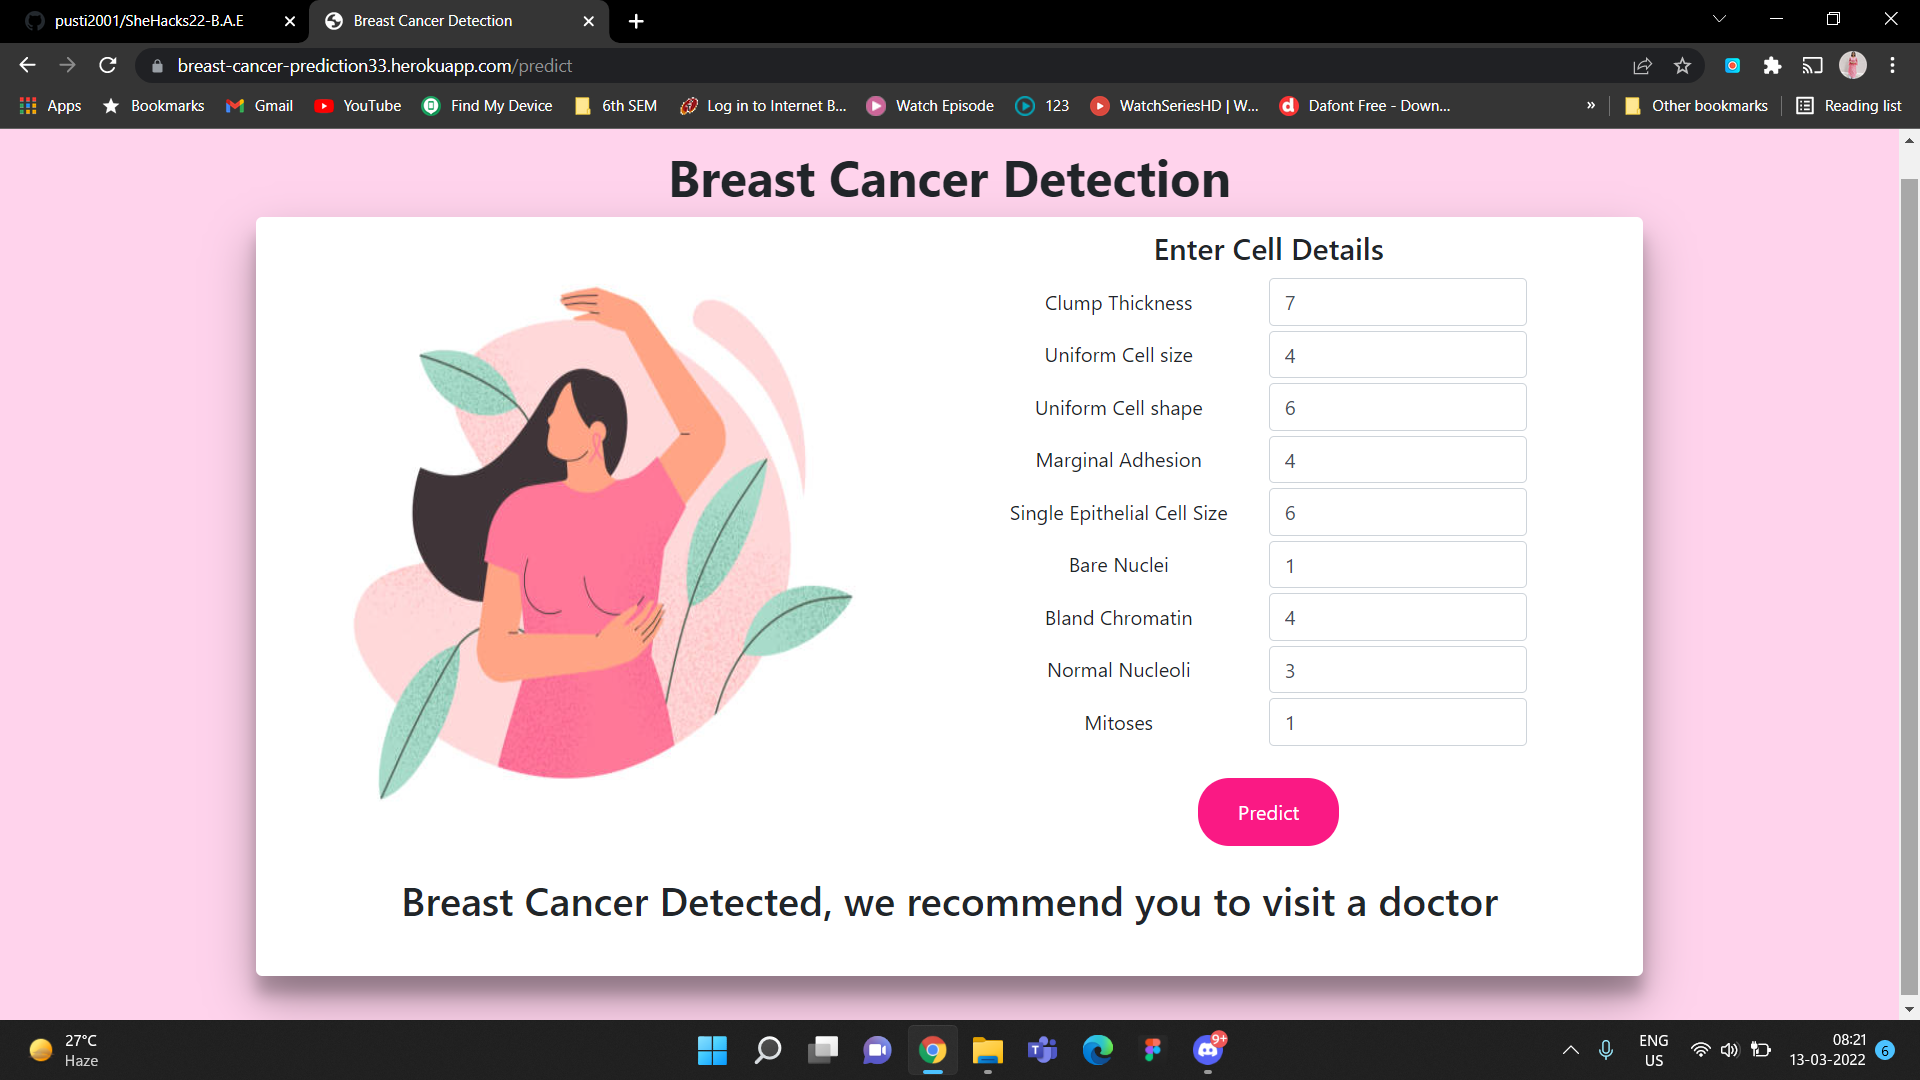 pusti2001/SheHacks22-B.A.E
Breast Cancer Detection
breast-cancer-prediction33.herokuapp.com/predict
Apps Bookmarks Gmail YouTube Find My Device 6th SEM Log in to Internet B... Watch Episode 123 WatchSeriesHD | W... Dafont Free - Down... » Other bookmarks Reading list
Breast Cancer Detection
Enter Cell Details
Clump Thickness 7
Uniform Cell size 4
Uniform Cell shape 6
Marginal Adhesion 4
Single Epithelial Cell Size 6
Bare Nuclei 1
Bland Chromatin 4
Normal Nucleoli 3
Mitoses 1
Predict
Breast Cancer Detected, we recommend you to visit a doctor
27°C
Haze
9+
ENG
US
08:21
13-03-2022
6